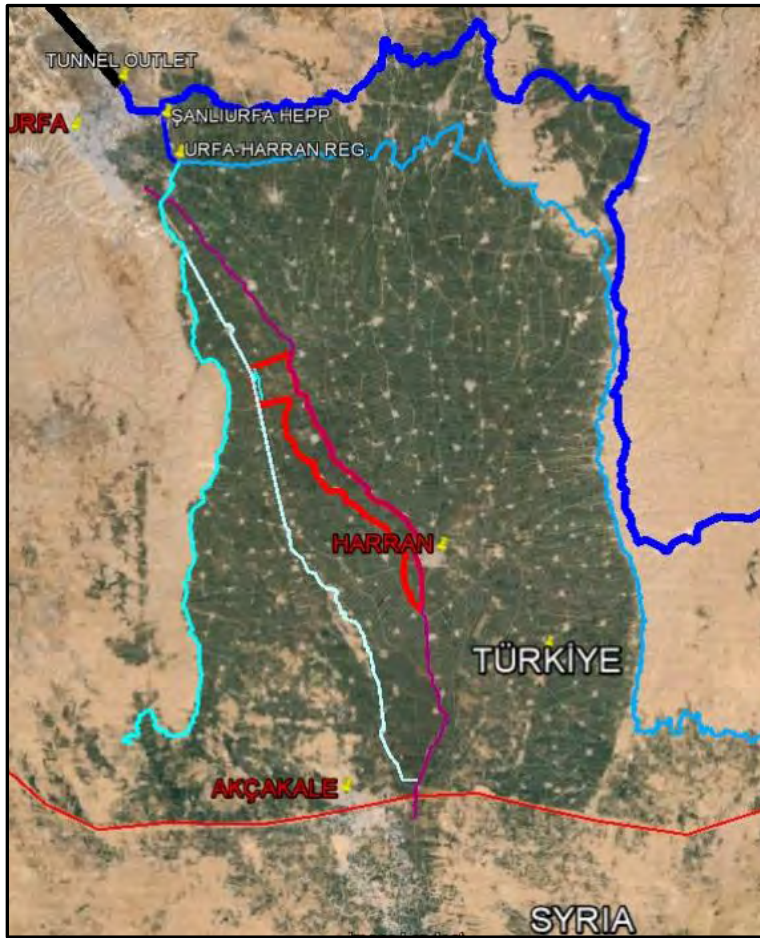 TUNNEL OUTLET
URFA
ŞANLIURFA HEPP
URFA-HARRAN REG.
HARRAN
TÜRKİYE
AKÇAKALE
SYRIA